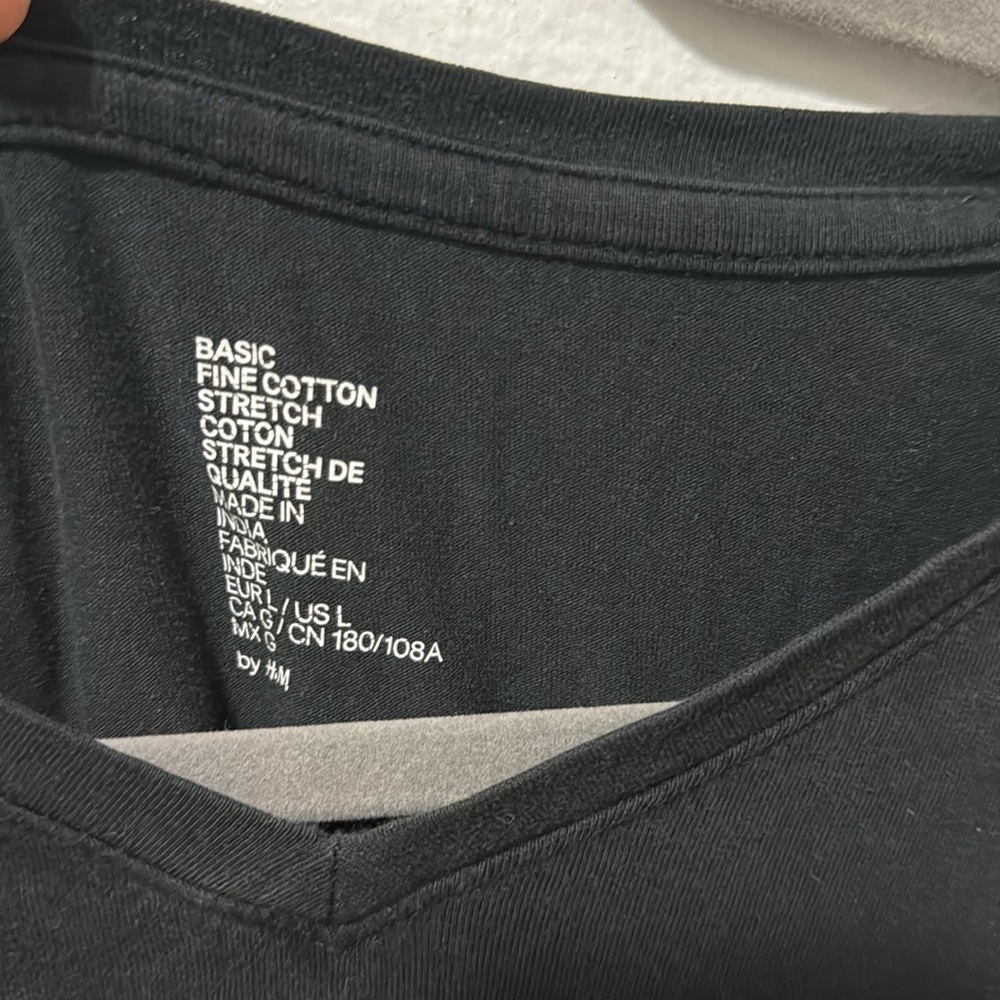 BASIC
FINE COTTON
STRETCH
COTON
STRETCH DE
QUALITÉ
MADE IN
INDIA
FABRIQUÉ EN
INDE
EUR L / US L
CA G / CN 180/108A
MX G
by H&M